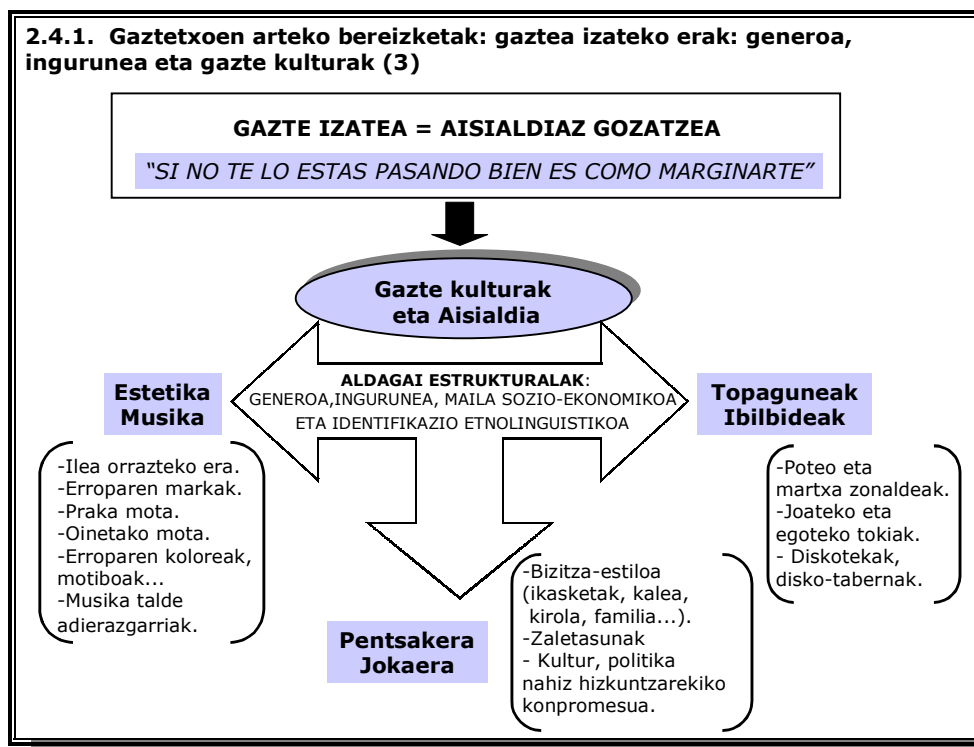 2.4.1. Gaztetxoen arteko bereizketak: gaztea izateko erak: generoa,
ingurunea eta gazte kulturak (3)
GAZTE IZATEA = AISIALDIAZ GOZATZEA
“SI NO TE LO ESTAS PASANDO BIEN ES COMO MARGINARTE”
Gazte kulturak
eta Aisialdia
ALDAGAI ESTRUKTURALAK:
GENEROA,INGURUNEA, MAILA SOZIO-EKONOMIKOA
ETA IDENTIFIKAZIO ETNOLINGUISTIKOA
Estetika
Musika
-Ilea orrazteko era.
-Erroparen markak.
-Praka mota.
-Oinetako mota.
-Erroparen koloreak,
motiboak...
-Musika talde
adierazgarriak.
Topaguneak
Ibilbideak
-Poteo eta
martxa zonaldeak.
-Joateko eta
egoteko tokiak.
- Diskotekak,
disko-tabernak.
Pentsakera
Jokaera
-Bizitza-estiloa
(ikasketak, kalea,
kirola, familia...).
-Zaletasunak
- Kultur, politika
nahiz hizkuntzarekiko
konpromesua.